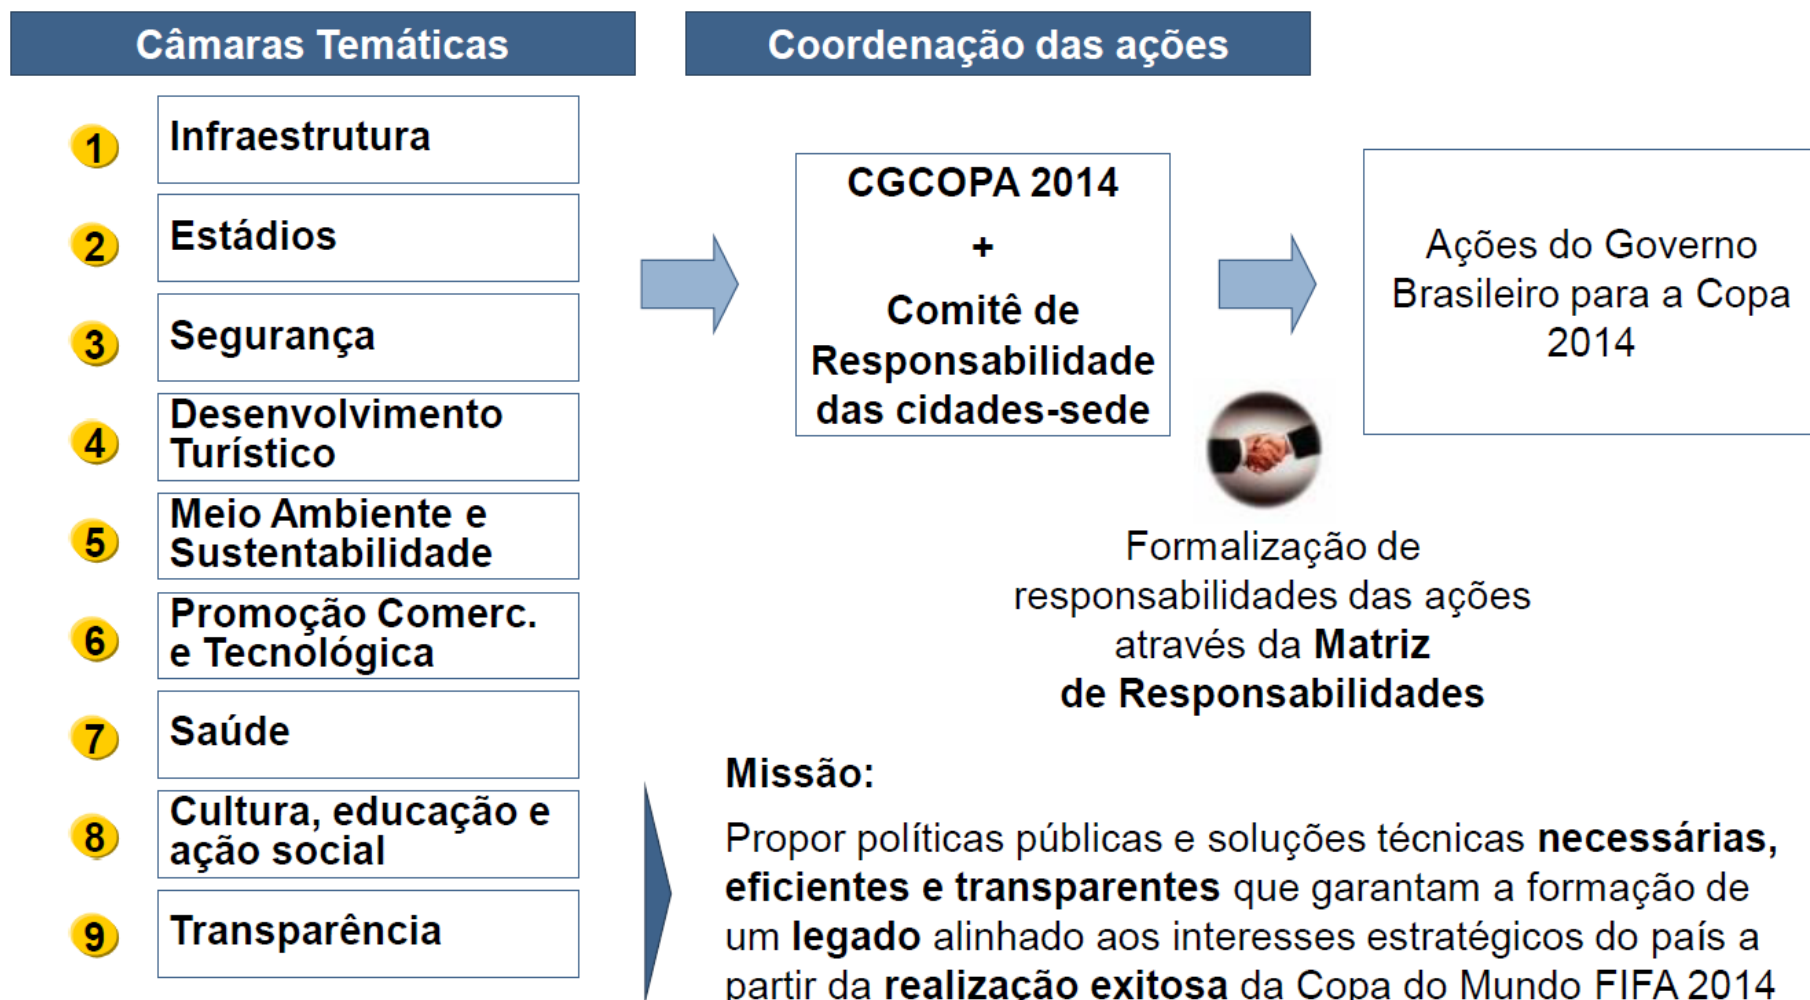 Câmaras Temáticas
Coordenação das ações
1
Infraestrutura
2
Estádios
3
Segurança
4
Desenvolvimento
Turístico
5
Meio Ambiente e
Sustentabilidade
6
Promoção Comerc.
e Tecnológica
7
Saúde
8
Cultura, educação e
ação social
9
Transparência
CGCOPA 2014
+
Comitê de
Responsabilidade
das cidades-sede
Ações do Governo
Brasileiro para a Copa
2014
Formalização de
responsabilidades das ações
através da Matriz
de Responsabilidades
Missão:
Propor políticas públicas e soluções técnicas necessárias,
eficientes e transparentes que garantam a formação de
um legado alinhado aos interesses estratégicos do país a
partir da realização exitosa da Copa do Mundo FIFA 2014